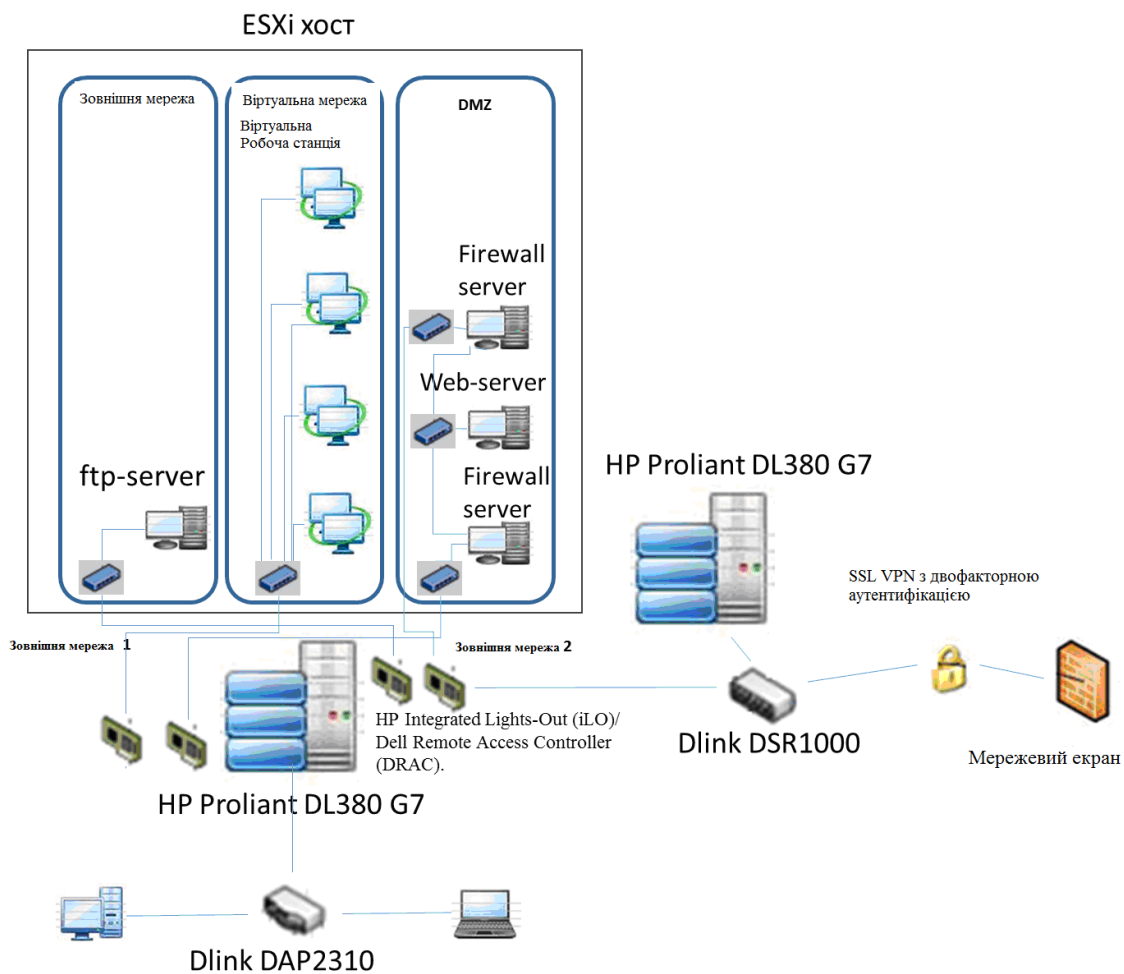 ESXi хост
Зовнішня мережа
Віртуальна мережа
DMZ
Віртуальна
Робоча станція
Firewall
server
Web-server
ftp-server
Firewall
server
HP Proliant DL380 G7
SSL VPN з двофакторною
аутентифікацією
Зовнішня мережа 1
Зовнішня мережа 2
HP Integrated Lights-Out (iLO)/
Dell Remote Access Controller
(DRAC).
Dlink DSR1000
Мережевий екран
HP Proliant DL380 G7
Dlink DAP2310